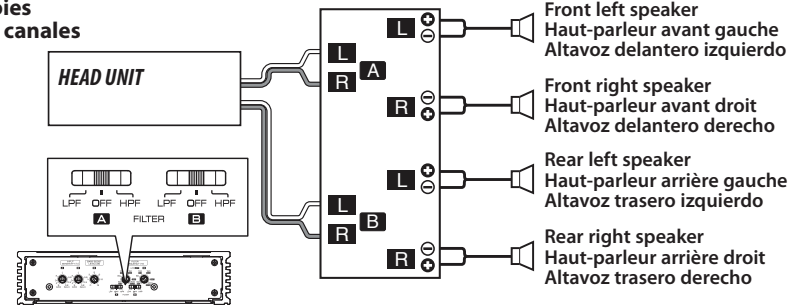 pies
canales
HEAD UNIT
L
R
A
L
R
B
L
R
L
R
Front left speaker
Haut-parleur avant gauche
Altavoz delantero izquierdo
Front right speaker
Haut-parleur avant droit
Altavoz delantero derecho
Rear left speaker
Haut-parleur arrière gauche
Altavoz trasero izquierdo
Rear right speaker
Haut-parleur arrière droit
Altavoz trasero derecho
LPF OFF HPF LPF OFF HPF
A FILTER B